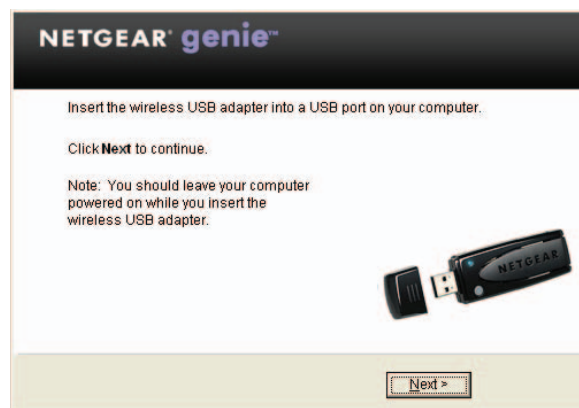 NETGEAR® genie™
Insert the wireless USB adapter into a USB port on your computer.
Click Next to continue.
Note: You should leave your computer
powered on while you insert the
wireless USB adapter.
NETGEAR
Next >